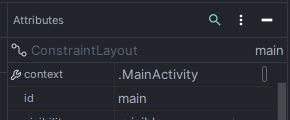 Attributes
ConstraintLayout main
context .MainActivity
id main